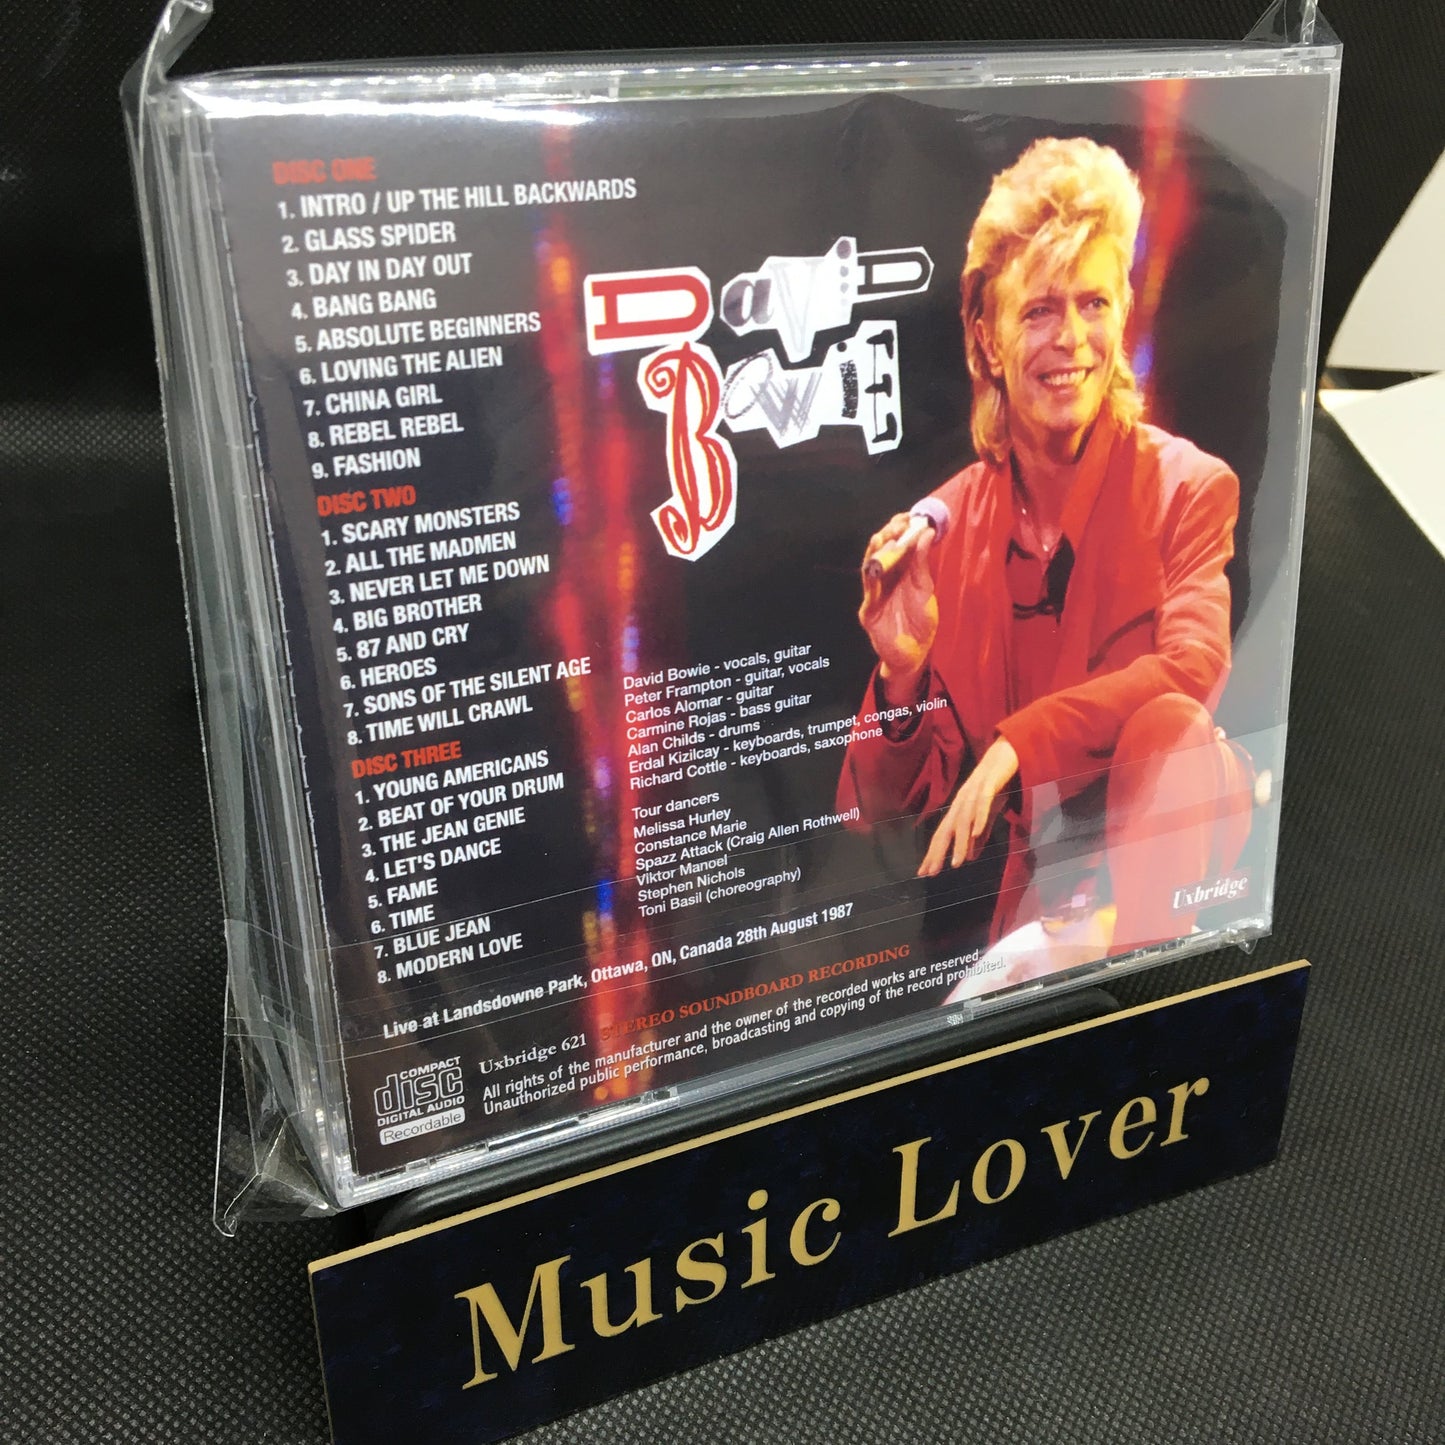 DISC ONE
1. INTRO / UP THE HILL BACKWARDS
2. GLASS SPIDER
3. DAY IN DAY OUT
4. BANG BANG
5. ABSOLUTE BEGINNERS
6. LOVING THE ALIEN
7. CHINA GIRL
8. REBEL REBEL
9. FASHION
DISC TWO
1. SCARY MONSTERS
2. ALL THE MADMEN
3. NEVER LET ME DOWN
4. BIG BROTHER
5. 87 AND CRY
6. HEROES
7. SONS OF THE SILENT AGE
8. TIME WILL CRAWL
DISC THREE
1. YOUNG AMERICANS
2. BEAT OF YOUR DRUM
3. THE JEAN GENIE
4. LET'S DANCE
5. FAME
6. TIME
7. BLUE JEAN
8. MODERN LOVE
DaViD
BowiE
David Bowie - vocals, guitar
Peter Frampton - guitar, vocals
Carlos Alomar - guitar
Carmine Rojas - bass guitar
Alan Childs - drums
Erdal Kizilcay - keyboards, trumpet, congas, violin
Richard Cottle - keyboards, saxophone
Tour dancers
Melissa Hurley
Constance Marie
Spazz Attack (Craig Allen Rothwell)
Viktor Manoel
Stephen Nichols
Toni Basil (choreography)
Live at Landsdowne Park, Ottawa, ON, Canada 28th August 1987
Uxbridge
COMPACT
disc
DIGITAL AUDIO
Recordable
Uxbridge 621 STEREO SOUNDBOARD RECORDING
All rights of the manufacturer and the owner of the recorded works are reserved.
Unauthorized public performance, broadcasting and copying of the record prohibited.
Music Lover